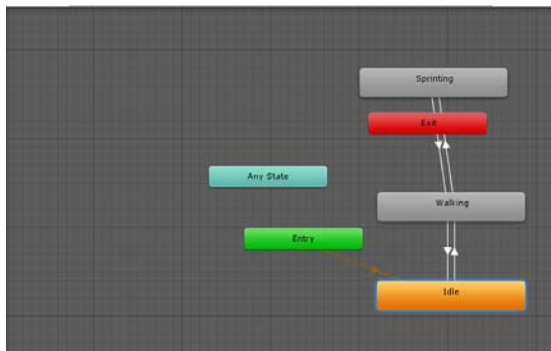 Sprinting
Exit
Any State
Walking
Entry
Idle